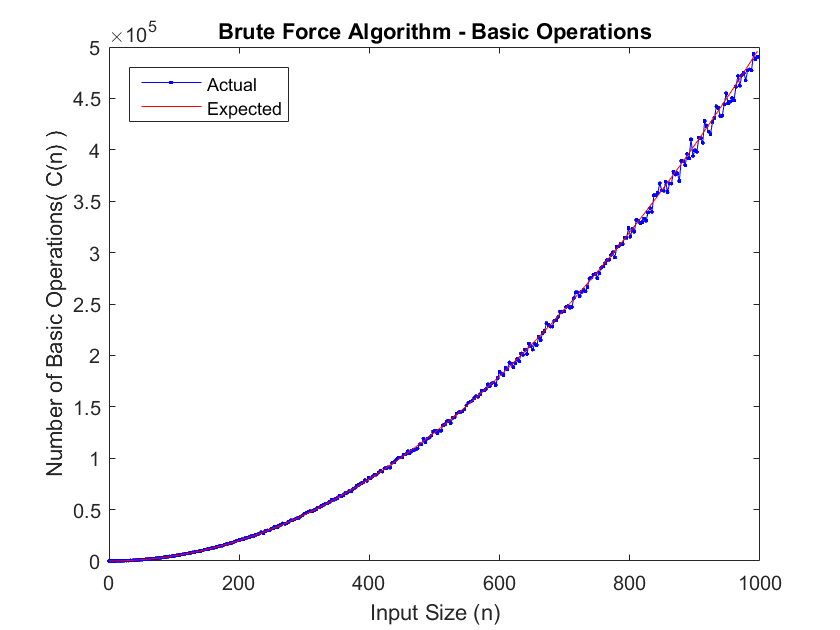 Brute Force Algorithm - Basic Operations
×10^5
5
4.5
4
3.5
3
2.5
2
1.5
1
0.5
0
Actual
Expected
Number of Basic Operations( C(n) )
0 200 400 600 800 1000
Input Size (n)